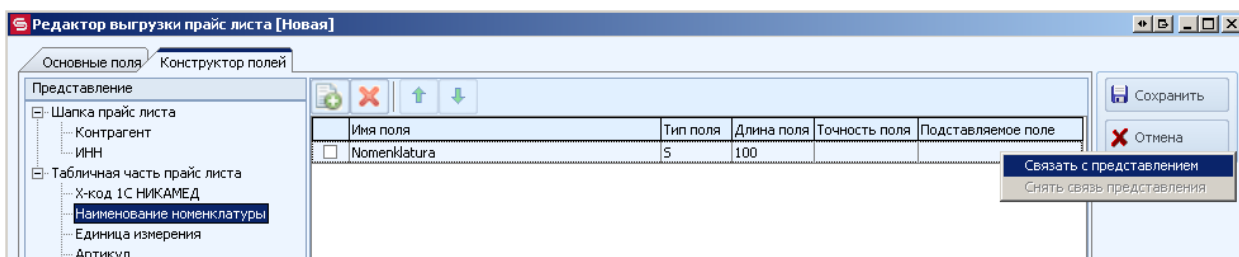 Редактор выгрузки прайс листа [Новая]
Основные поля Конструктор полей
Представление
Шапка прайс листа
Контрагент
ИНН
Табличная часть прайс листа
Х-код 1С НИКАМЕД
Наименование номенклатуры
Единица измерения
Артикул
Имя поля Тип поля Длина поля Точность поля Подставляемое поле
Nomenklatura S 100
Связать с представлением
Снять связь представления
Сохранить
Отмена